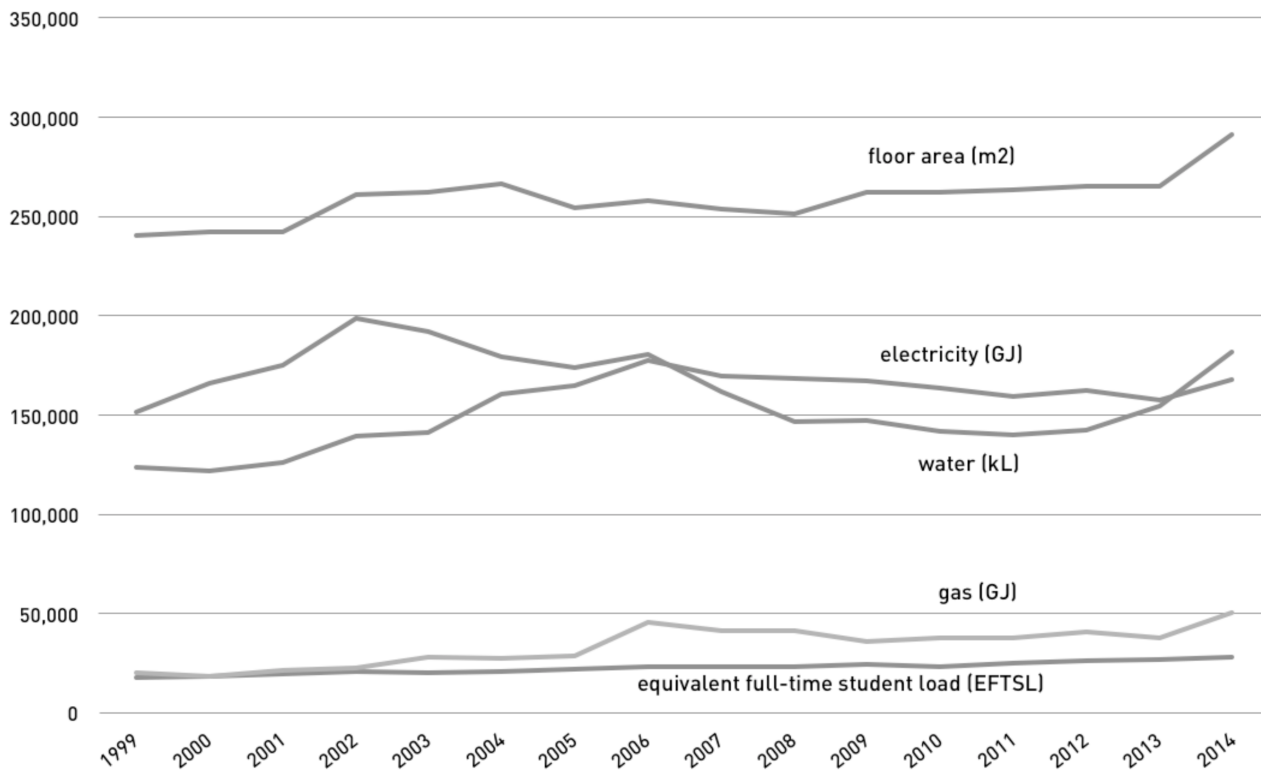 350,000
300,000
floor area (m2)
250,000
200,000
electricity (GJ)
150,000
water (kL)
100,000
gas (GJ)
50,000
equivalent full-time student load (EFTSL)
0
1999 2000 2001 2002 2003 2004 2005 2006 2007 2008 2009 2010 2011 2012 2013 2014